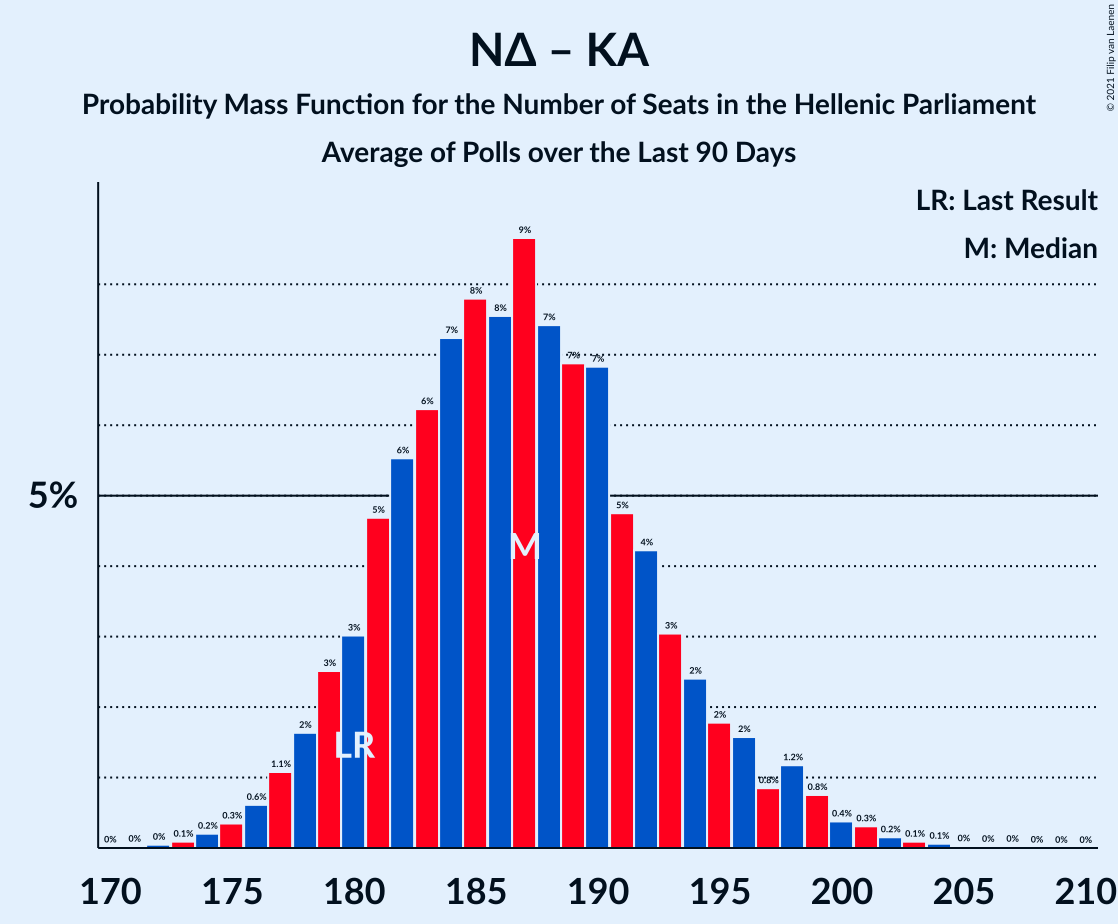 © 2021 Filip van Laenen
ΝΔ – ΚΑ
Probability Mass Function for the Number of Seats in the Hellenic Parliament
Average of Polls over the Last 90 Days
LR: Last Result
M: Median
5%
0% 0% 0% 0.1% 0.2% 0.3% 0.6% 1.1% 2% 3% 3% 5% 6% 6% 7% 8% 8% 9% 7% 7% 7% 5% 4% 3% 2% 2% 2% 0.8% 1.2% 0.8% 0.4% 0.3% 0.2% 0.1% 0.1% 0% 0% 0% 0% 0% 0%
M
LR
170 175 180 185 190 195 200 205 210